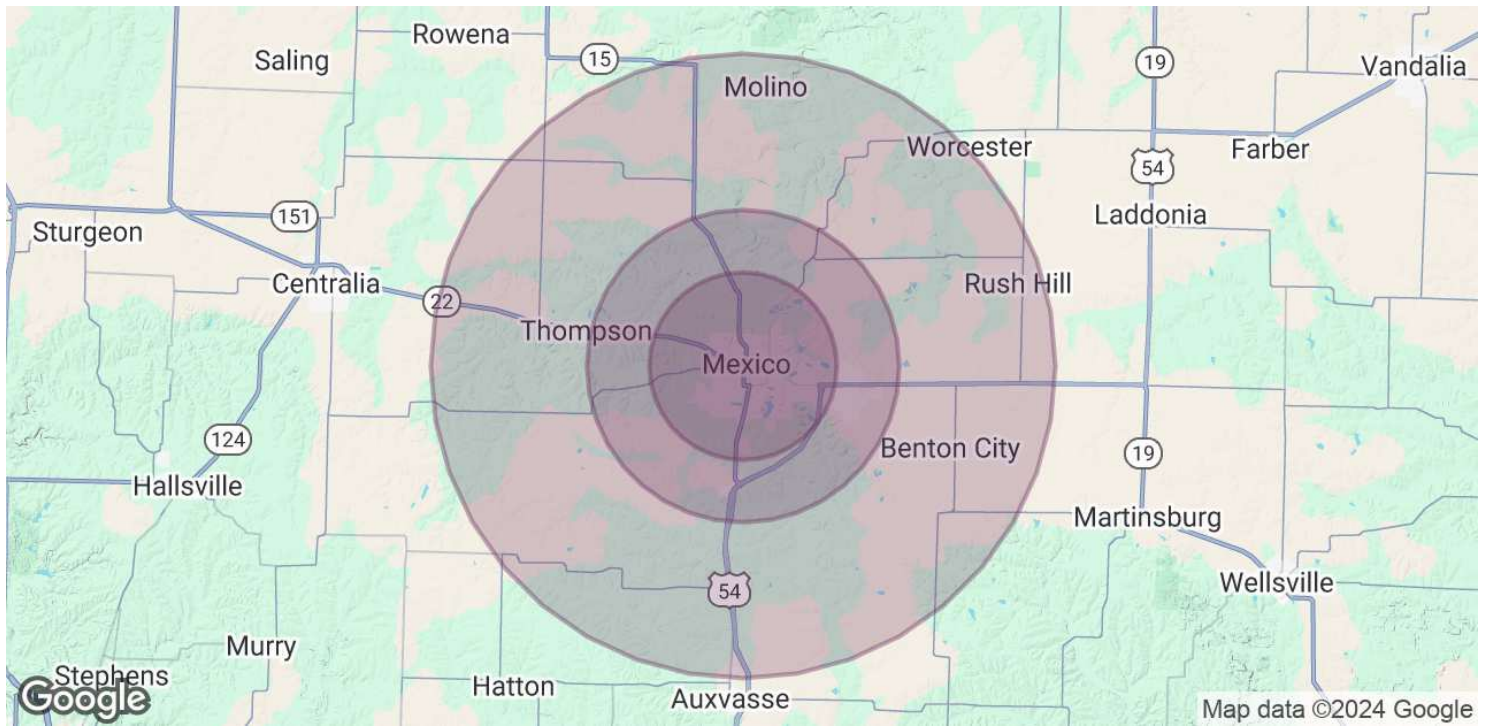 Rowena
Saling
15
Molino
19
Vandalia
Worcester
Farber
54
151
Sturgeon
Laddonia
Centralia
22
Rush Hill
Thompson
Mexico
124
Benton City
19
Hallsville
Martinsburg
54
Wellsville
Murry
Stephens
Hatton
Auxvasse
Google
Map data ©2024 Google